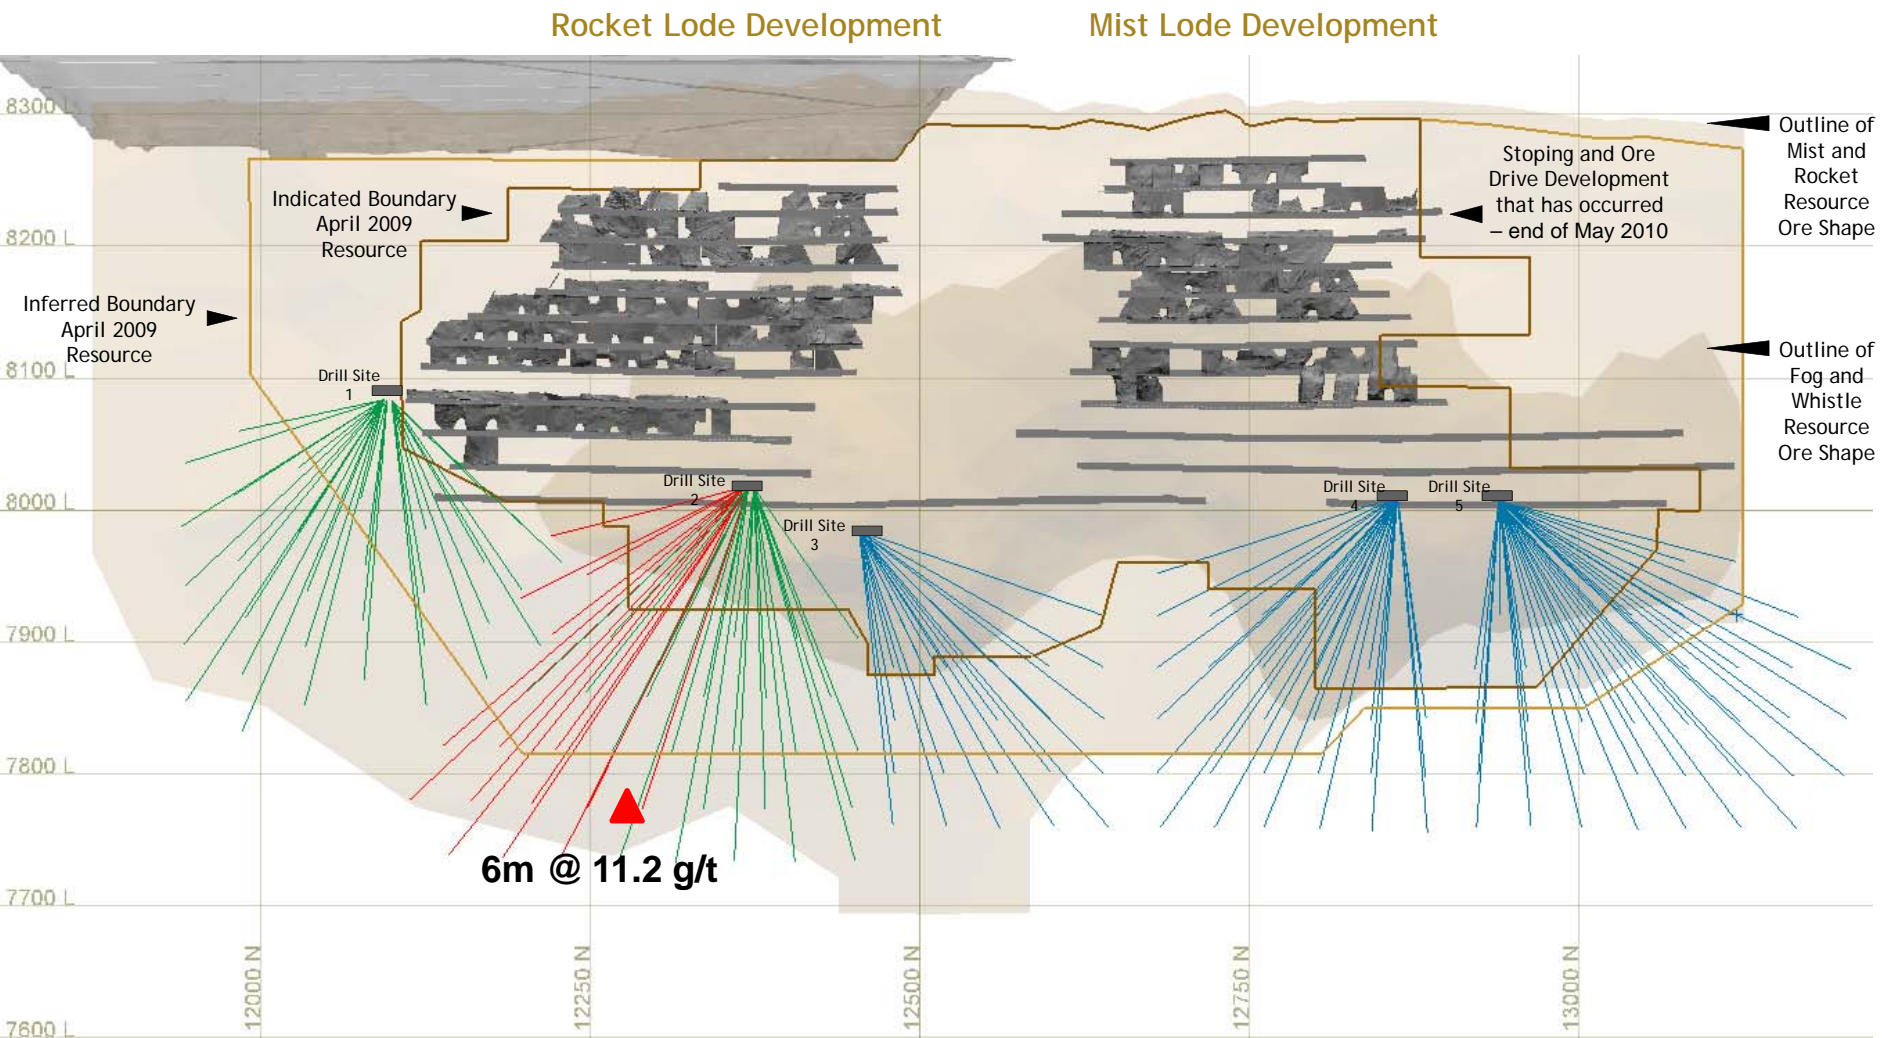 Rocket Lode Development
Mist Lode Development
8300 L
8200 L
8100 L
8000 L
7900 L
7800 L
7700 L
7600 L
Indicated Boundary
April 2009
Resource
Inferred Boundary
April 2009
Resource
Stoping and Ore
Drive Development
that has occurred
– end of May 2010
Outline of
Mist and
Rocket
Resource
Ore Shape
Outline of
Fog and
Whistle
Resource
Ore Shape
Drill Site
1
Drill Site
2
Drill Site
3
Drill Site
4
Drill Site
5
6m @ 11.2 g/t
12000 N
12250 N
12500 N
12750 N
13000 N